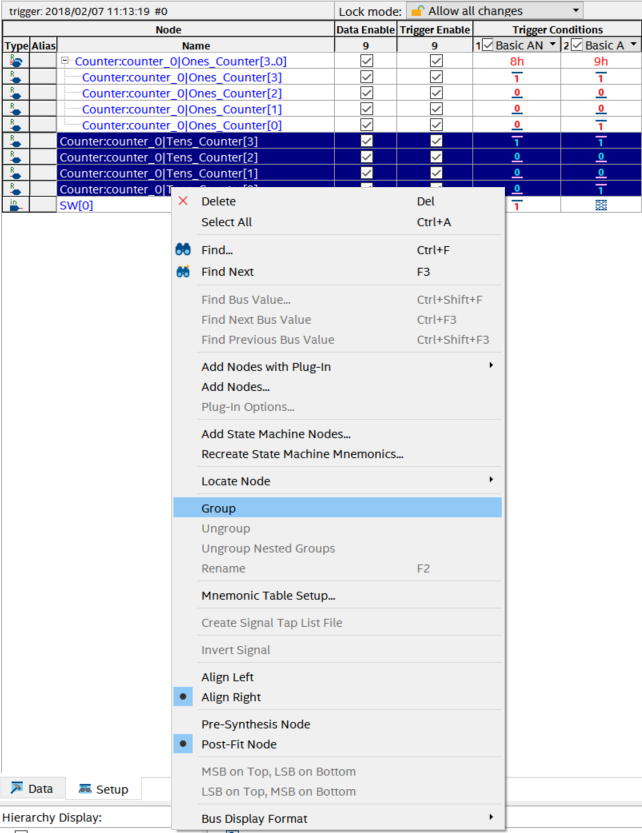 trigger: 2018/02/07 11:13:19 #0 Lock mode: Allow all changes
Node Data Enable Trigger Enable Trigger Conditions
Type Alias Name 9 9 1 Basic AN 2 Basic A
Counter:counter_0|Ones_Counter[3..0] 8h 9h
Counter:counter_0|Ones_Counter[3] 1 1
Counter:counter_0|Ones_Counter[2] 0 0
Counter:counter_0|Ones_Counter[1] 0 0
Counter:counter_0|Ones_Counter[0] 0 1
Counter:counter_0|Tens_Counter[3] 1 1
Counter:counter_0|Tens_Counter[2] 0 0
Counter:counter_0|Tens_Counter[1] 0 0
Counter:counter_0| 0 1
SW[0] 1
Delete Del
Select All Ctrl+A
Find... Ctrl+F
Find Next F3
Find Bus Value... Ctrl+Shift+F
Find Next Bus Value Ctrl+F3
Find Previous Bus Value Ctrl+Shift+F3
Add Nodes with Plug-In
Add Nodes...
Plug-In Options...
Add State Machine Nodes...
Recreate State Machine Mnemonics...
Locate Node
Group
Ungroup
Ungroup Nested Groups
Rename F2
Mnemonic Table Setup...
Create Signal Tap List File
Invert Signal
Align Left
Align Right
Pre-Synthesis Node
Post-Fit Node
MSB on Top, LSB on Bottom
LSB on Top, MSB on Bottom
Bus Display Format
Data Setup
Hierarchy Display: